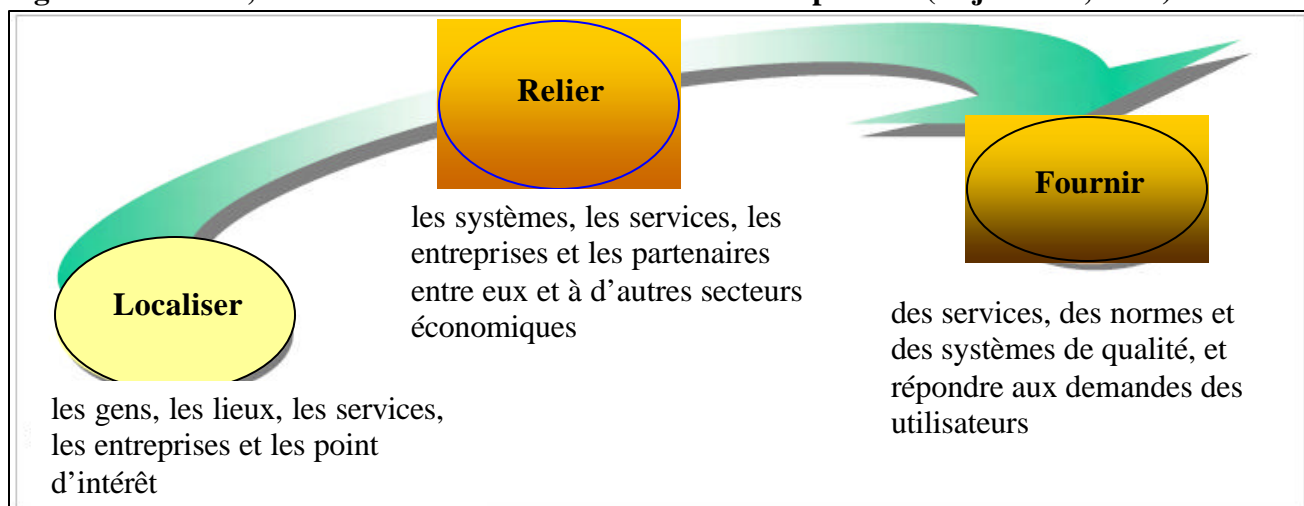 Relier
Fournir
les systèmes, les services, les
entreprises et les partenaires
entre eux et à d'autres secteurs
économiques
Localiser
des services, des normes et
des systèmes de qualité, et
répondre aux demandes des
utilisateurs
les gens, les lieux, les services,
les entreprises et les point
d'intérêt